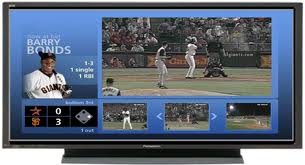 now at bat
BARRY
BONDS
1-3
1 single
1 RBI
bottom 3rd
0
3
1 out
Panasonic